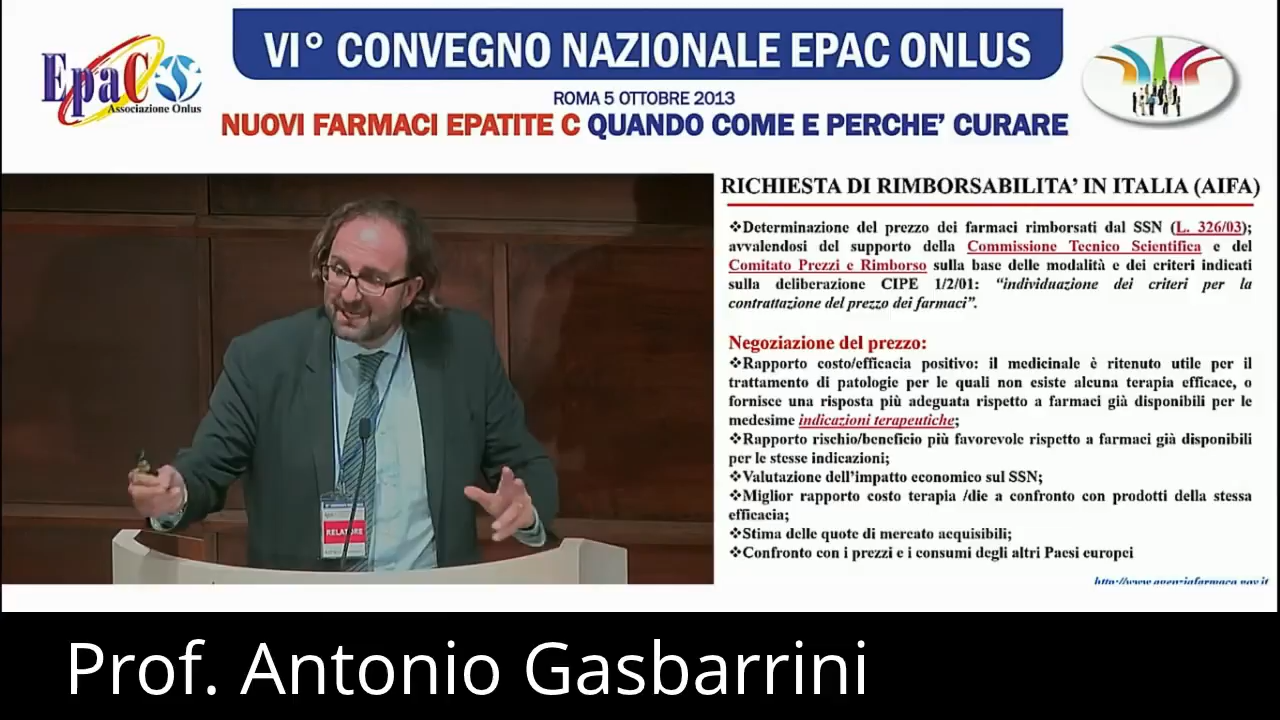 EpaC
Associazione Onlus
VI° CONVEGNO NAZIONALE EPAC ONLUS
ROMA 5 OTTOBRE 2013
NUOVI FARMACI EPATITE C QUANDO COME E PERCHE’ CURARE
RELATORE
RICHIESTA DI RIMBORSABILITA’ IN ITALIA (AIFA)
❖Determinazione del prezzo dei farmaci rimborsati dal SSN (L. 326/03);
avvalendosi del supporto della Commissione Tecnico Scientifica e del
Comitato Prezzi e Rimborso sulla base delle modalità e dei criteri indicati
sulla deliberazione CIPE 1/2/01: “individuazione dei criteri per la
contrattazione del prezzo dei farmaci”.
Negoziazione del prezzo:
❖Rapporto costo/efficacia positivo: il medicinale è ritenuto utile per il
trattamento di patologie per le quali non esiste alcuna terapia efficace, o
fornisce una risposta più adeguata rispetto a farmaci già disponibili per le
medesime indicazioni terapeutiche;
❖Rapporto rischio/beneficio più favorevole rispetto a farmaci già disponibili
per le stesse indicazioni;
❖Valutazione dell’impatto economico sul SSN;
❖Miglior rapporto costo terapia /die a confronto con prodotti della stessa
efficacia;
❖Stima delle quote di mercato acquisibili;
❖Confronto con i prezzi e i consumi degli altri Paesi europei
http://www.agenziafarmaco.gov.it
Prof. Antonio Gasbarrini